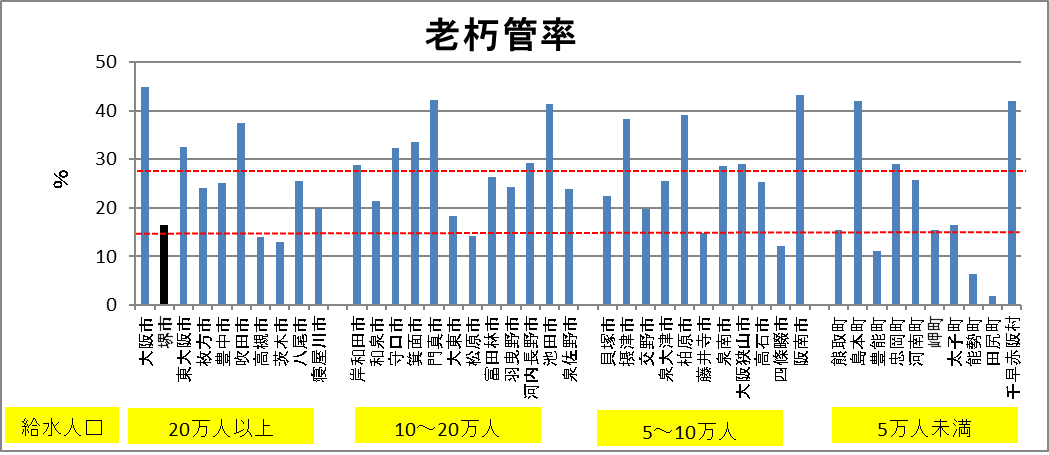 老朽管率
50
40
30
20
10
0
%
大阪市
堺市
東大阪市
枚方市
豊中市
吹田市
高槻市
茨木市
八尾市
寝屋川市
岸和田市
和泉市
守口市
箕面市
門真市
大東市
松原市
富田林市
羽曳野市
河内長野市
池田市
泉佐野市
貝塚市
摂津市
交野市
泉大津市
柏原市
藤井寺市
泉南市
大阪狭山市
高石市
四條畷市
阪南市
熊取町
島本町
豊能町
忠岡町
河南町
岬町
太子町
能勢町
田尻町
千早赤阪村
給水人口
20万人以上
10～20万人
5～10万人
5万人未満